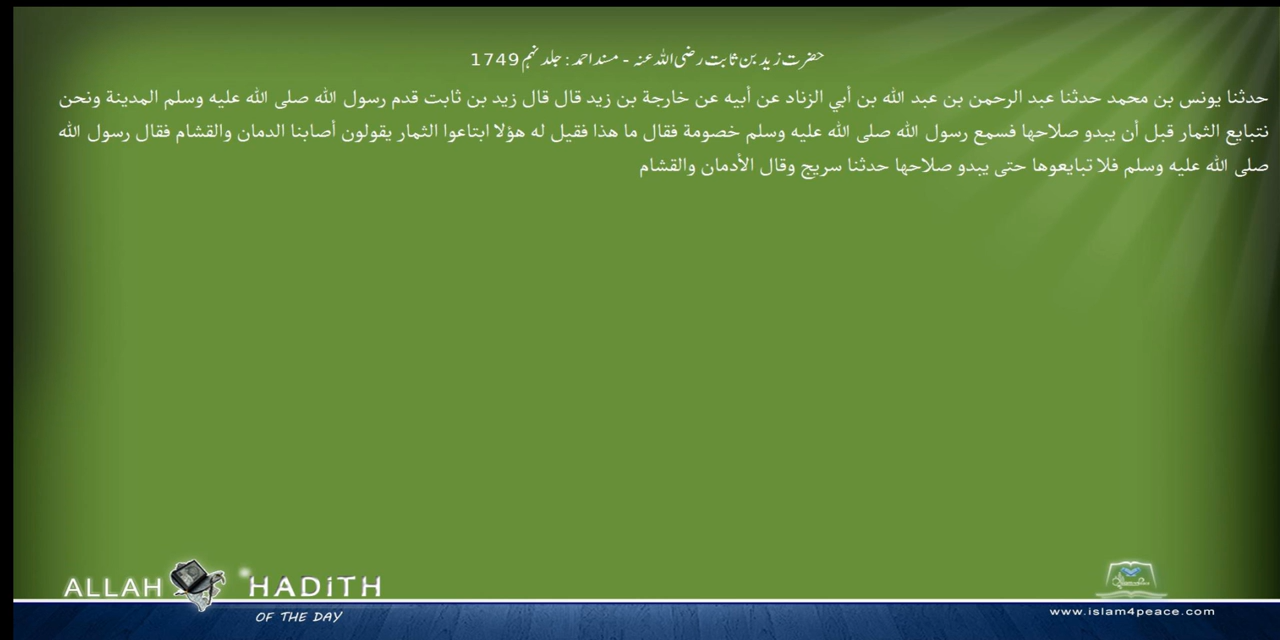 حضرت زید بن ثابت رضی اللہ عنہ - مسند احمد : جلد نہم 1749
حدثنا يونس بن محمد حدثنا عبد الرحمن بن عبد الله بن أبي الزناد عن أبيه عن خارجة بن زيد قال قال زيد بن ثابت قدم رسول الله صلى الله عليه وسلم المدينة ونحن
نتبايع الثمار قبل أن يبدو صلاحها فسمع رسول الله صلى الله عليه وسلم خصومة فقال ما هذا فقيل له هؤلا ابتاعوا الثمار يقولون أصابنا الدمان والقشام فقال رسول الله
صلى الله عليه وسلم فلا تبايعوها حتى يبدو صلاحها حدثنا سريج وقال الأدمان والقشام
ALLAH HADITH
OF THE DAY
www.islam4peace.com